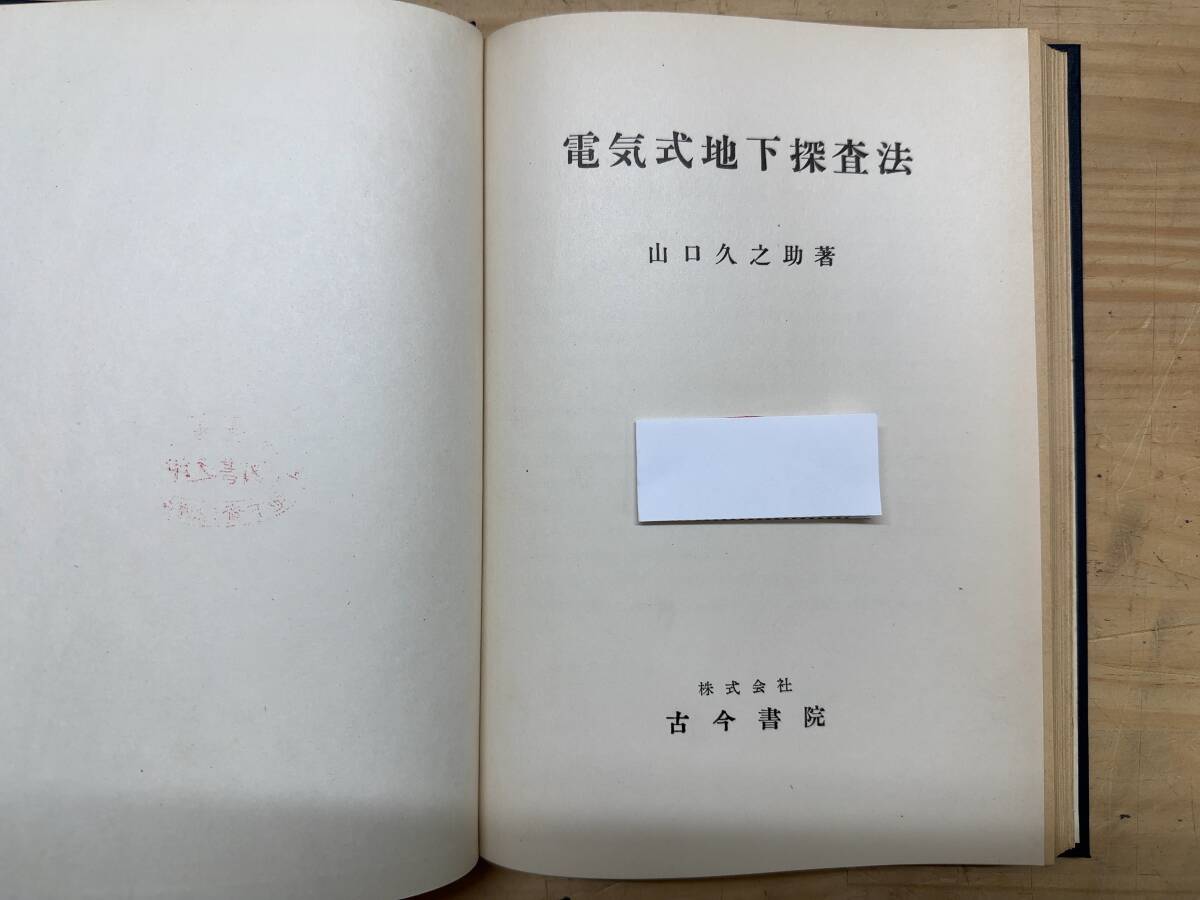 電気式地下探査法
山口久之助著
株式会社
古今書院